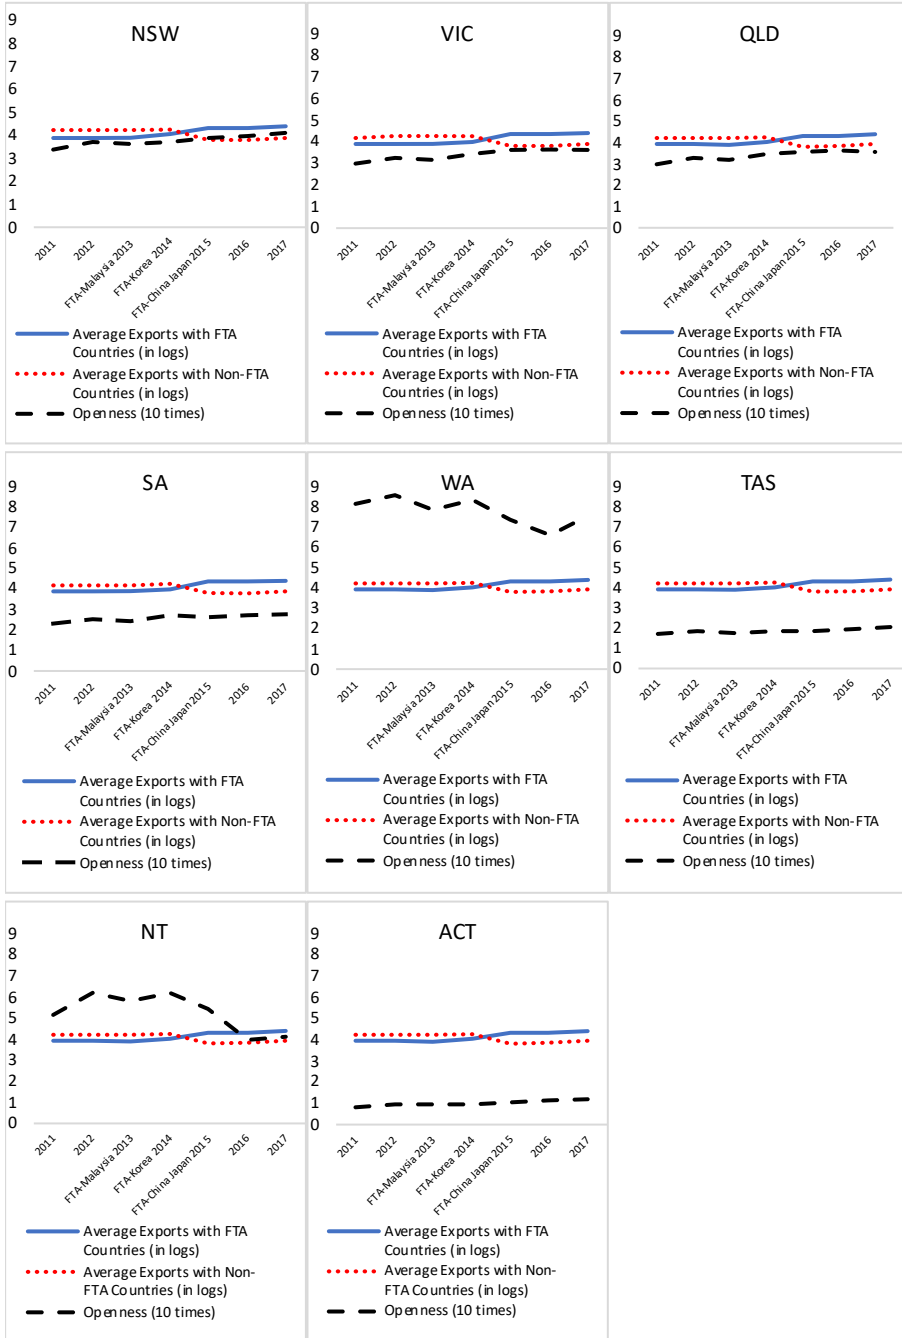 NSW
9
8
7
6
5
4
3
2
1
0
2011
2012
FTA-Malaysia 2013
FTA-Korea 2014
FTA-China Japan 2015
2016
2017
Average Exports with FTA
Countries (in logs)
Average Exports with Non-FTA
Countries (in logs)
Openness (10 times)
VIC
9
8
7
6
5
4
3
2
1
0
2011
2012
FTA-Malaysia 2013
FTA-Korea 2014
FTA-China Japan 2015
2016
2017
Average Exports with FTA
Countries (in logs)
Average Exports with Non-FTA
Countries (in logs)
Openness (10 times)
QLD
9
8
7
6
5
4
3
2
1
0
2011
2012
FTA-Malaysia 2013
FTA-Korea 2014
FTA-China Japan 2015
2016
2017
Average Exports with FTA
Countries (in logs)
Average Exports with Non-FTA
Countries (in logs)
Openness (10 times)
SA
9
8
7
6
5
4
3
2
1
0
2011
2012
FTA-Malaysia 2013
FTA-Korea 2014
FTA-China Japan 2015
2016
2017
Average Exports with FTA
Countries (in logs)
Average Exports with Non-FTA
Countries (in logs)
Openness (10 times)
WA
9
8
7
6
5
4
3
2
1
0
2011
2012
FTA-Malaysia 2013
FTA-Korea 2014
FTA-China Japan 2015
2016
2017
Average Exports with FTA
Countries (in logs)
Average Exports with Non-FTA
Countries (in logs)
Openness (10 times)
TAS
9
8
7
6
5
4
3
2
1
0
2011
2012
FTA-Malaysia 2013
FTA-Korea 2014
FTA-China Japan 2015
2016
2017
Average Exports with FTA
Countries (in logs)
Average Exports with Non-FTA
Countries (in logs)
Openness (10 times)
NT
9
8
7
6
5
4
3
2
1
0
2011
2012
FTA-Malaysia 2013
FTA-Korea 2014
FTA-China Japan 2015
2016
2017
Average Exports with FTA
Countries (in logs)
Average Exports with Non-
FTA Countries (in logs)
Openness (10 times)
ACT
9
8
7
6
5
4
3
2
1
0
2011
2012
FTA-Malaysia 2013
FTA-Korea 2014
FTA-China Japan 2015
2016
2017
Average Exports with FTA
Countries (in logs)
Average Exports with Non-FTA
Countries (in logs)
Openness (10 times)